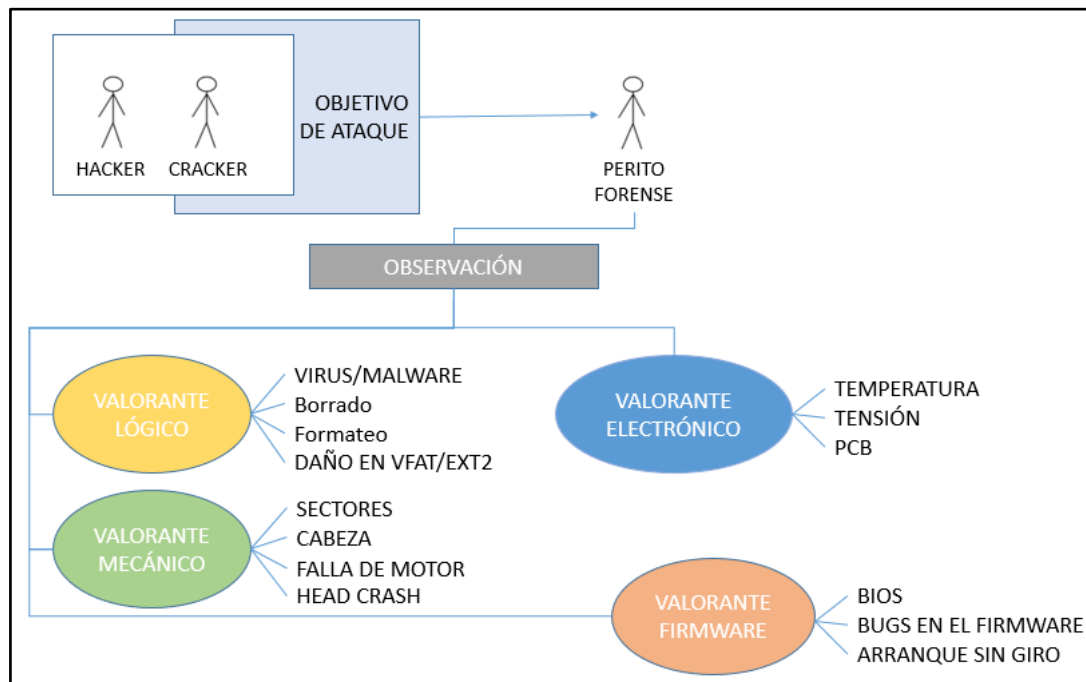 OBJETIVO
DE ATAQUE
HACKER
CRACKER
PERITO
FORENSE
OBSERVACIÓN
VALORANTE
LÓGICO
VIRUS/MALWARE
Borrado
Formateo
DAÑO EN VFAT/EXT2
VALORANTE
ELECTRÓNICO
TEMPERATURA
TENSIÓN
PCB
VALORANTE
MECÁNICO
SECTORES
CABEZA
FALLA DE MOTOR
HEAD CRASH
VALORANTE
FIRMWARE
BIOS
BUGS EN EL FIRMWARE
ARRANQUE SIN GIRO